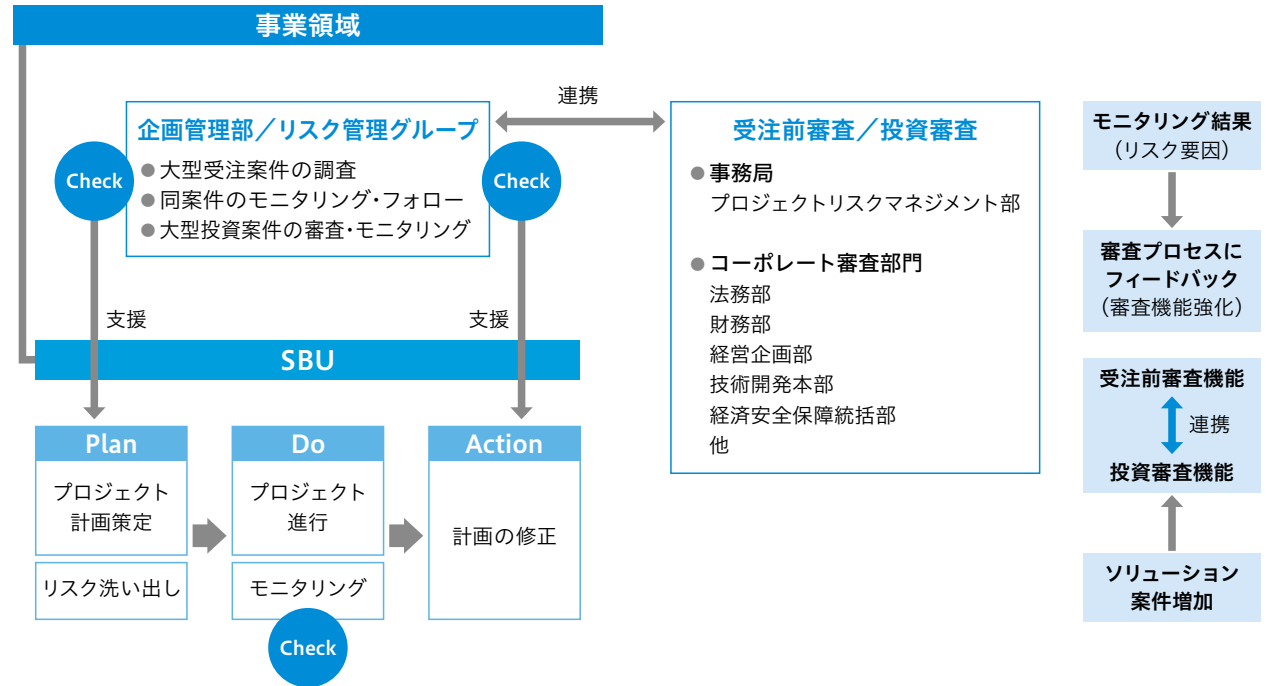 事業領域
連携
企画管理部／リスク管理グループ
● 大型受注案件の調査
● 同案件のモニタリング・フォロー
● 大型投資案件の審査・モニタリング
Check
Check
支援
支援
SBU
Plan
プロジェクト
計画策定
リスク洗い出し
Do
プロジェクト
進行
モニタリング
Check
Action
計画の修正
受注前審査／投資審査
● 事務局
プロジェクトリスクマネジメント部
● コーポレート審査部門
法務部
財務部
経営企画部
技術開発本部
経済安全保障統括部
他
モニタリング結果
（リスク要因）
審査プロセスに
フィードバック
（審査機能強化）
受注前審査機能
連携
投資審査機能
ソリューション
案件増加